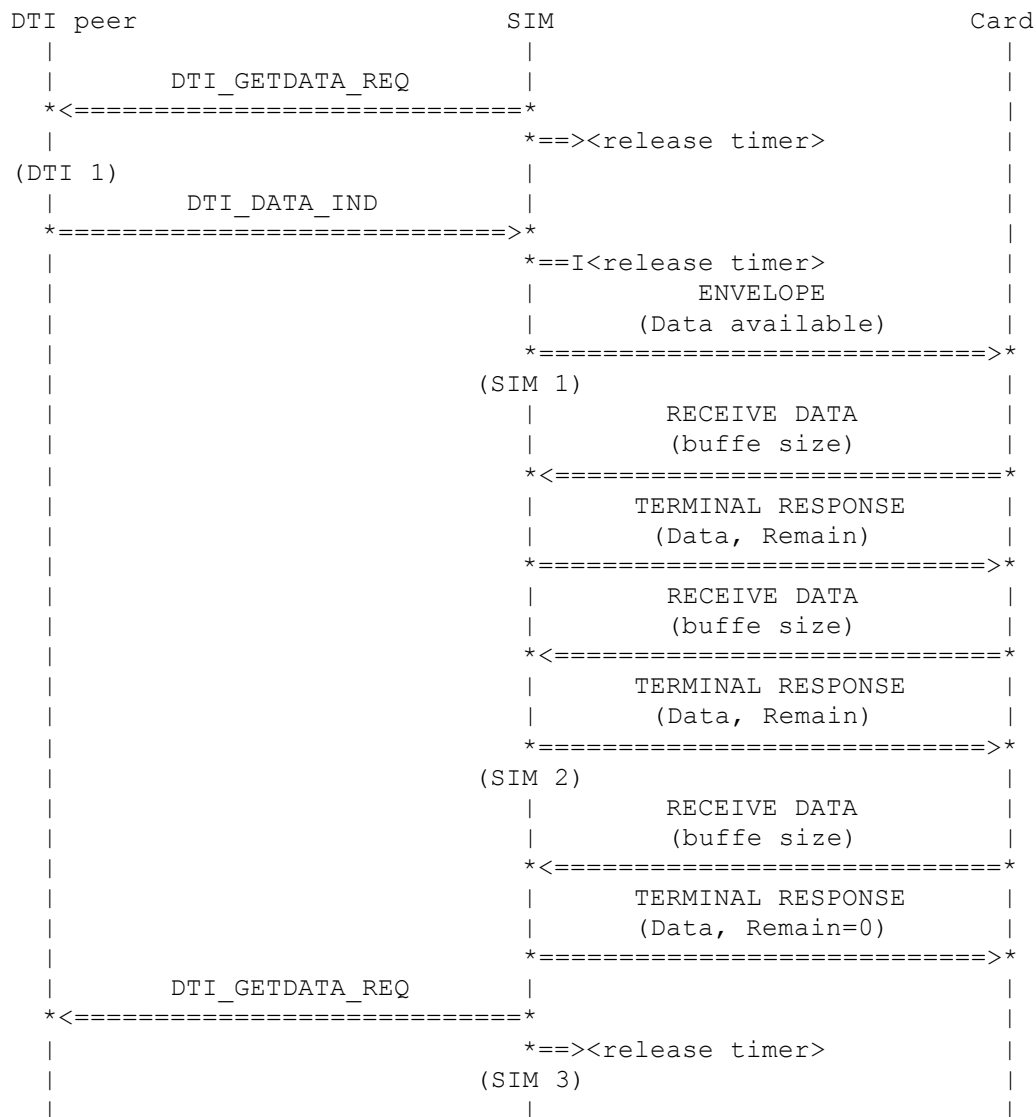 DTI peer SIM Card
DTI_GETDATA_REQ
*<============================*
*==><release timer>
(DTI 1)
DTI_DATA_IND
*============================>*
*==I<release timer>
ENVELOPE
(Data available)
*============================>*
(SIM 1)
RECEIVE DATA
(buffe size)
*<============================*
TERMINAL RESPONSE
(Data, Remain)
*============================>*
RECEIVE DATA
(buffe size)
*<============================*
TERMINAL RESPONSE
(Data, Remain)
*============================>*
(SIM 2)
RECEIVE DATA
(buffe size)
*<============================*
TERMINAL RESPONSE
(Data, Remain=0)
*============================>*
DTI_GETDATA_REQ
*<============================*
*==><release timer>
(SIM 3)